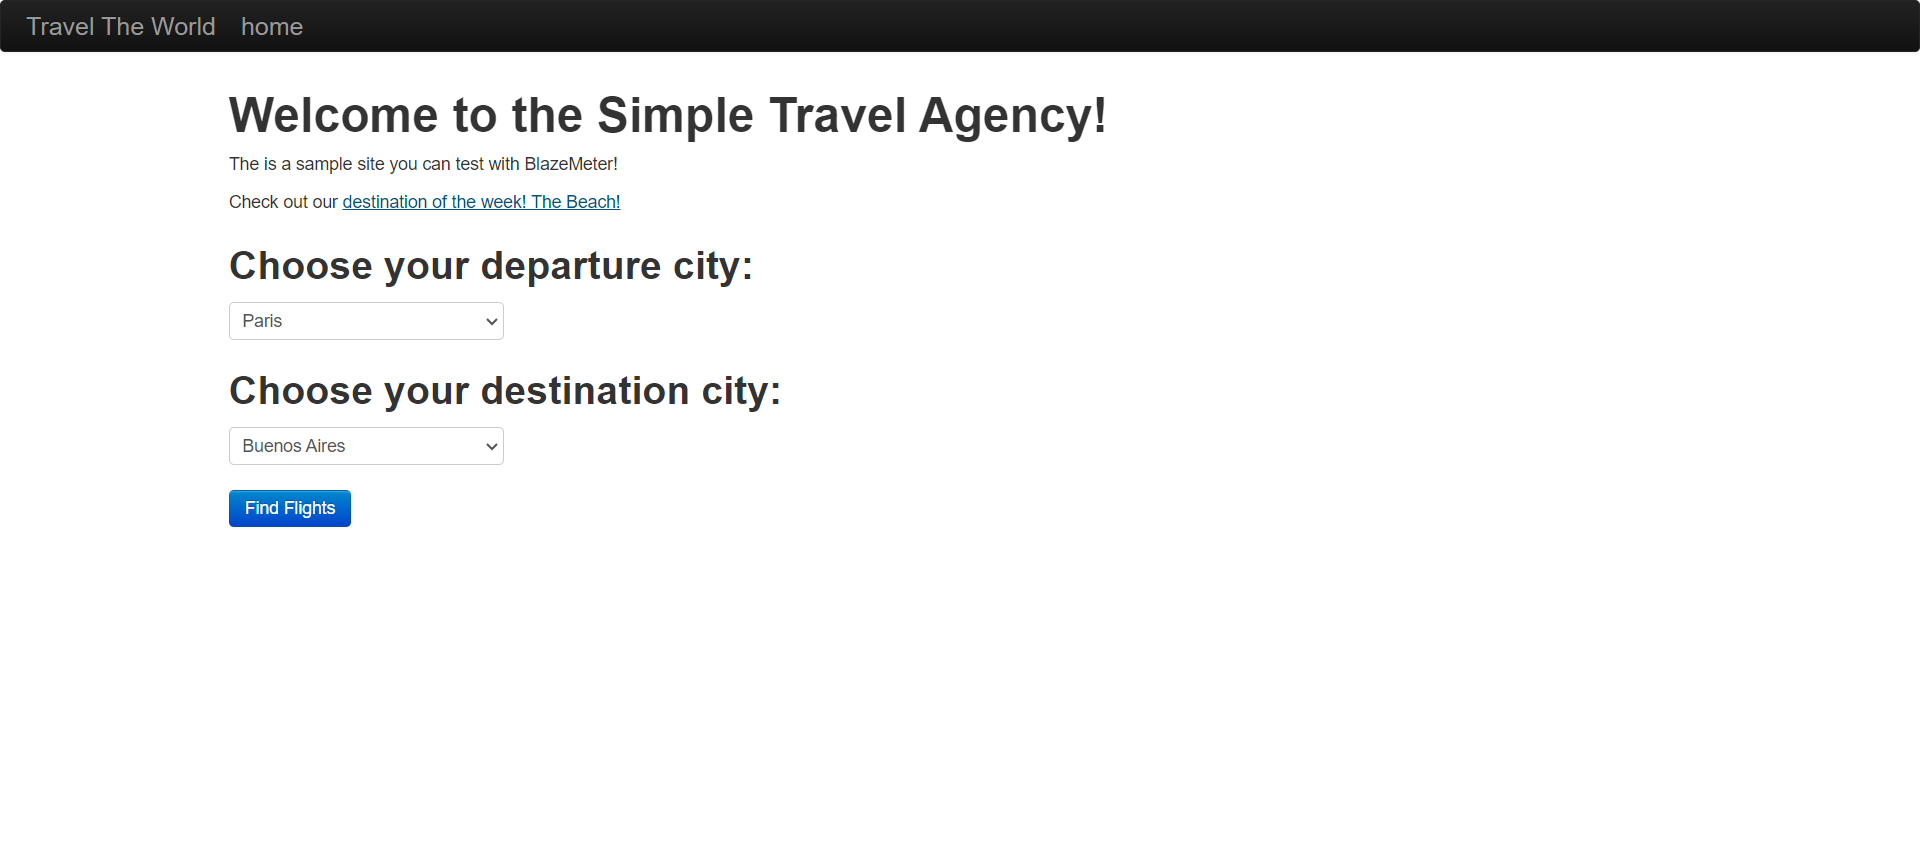 Travel The World home
Welcome to the Simple Travel Agency!
The is a sample site you can test with BlazeMeter!
Check out our destination of the week! The Beach!
Choose your departure city:
Paris
Choose your destination city:
Buenos Aires
Find Flights